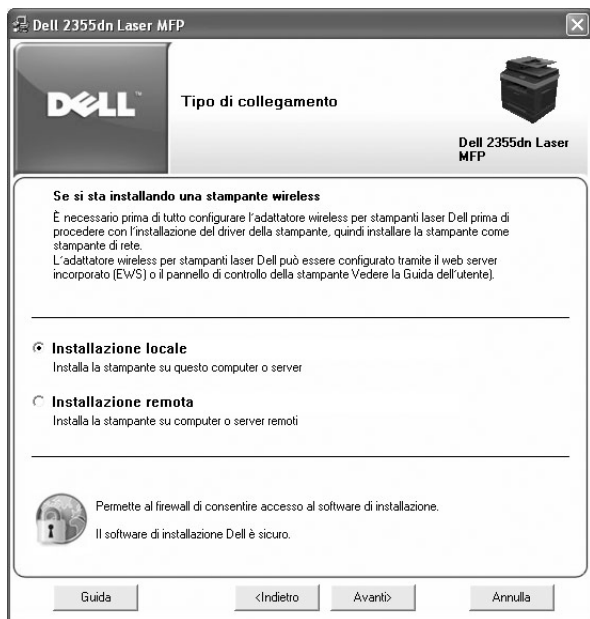 Dell 2355dn Laser MFP
DELL™
Tipo di collegamento
Dell 2355dn Laser
MFP
Se si sta installando una stampante wireless
È necessario prima di tutto configurare l'adattatore wireless per stampanti laser Dell prima di
procedere con l'installazione del driver della stampante, quindi installare la stampante come
stampante di rete.
L'adattatore wireless per stampanti laser Dell può essere configurato tramite il web server
incorporato (EWS) o il pannello di controllo della stampante Vedere la Guida dell'utente).
Installazione locale
Installa la stampante su questo computer o server
Installazione remota
Installa la stampante su computer o server remoti
Permette al firewall di consentire accesso al software di installazione.
Il software di installazione Dell è sicuro.
Guida
<Indietro
Avanti>
Annulla